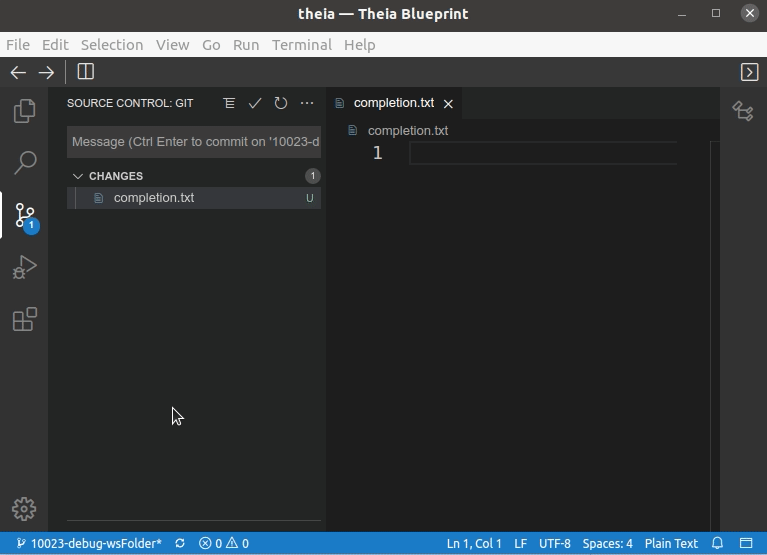 theia — Theia Blueprint
File Edit Selection View Go Run Terminal Help
SOURCE CONTROL: GIT
completion.txt
completion.txt
Message (Ctrl Enter to commit on '10023-d
1
CHANGES 1
completion.txt U
1
10023-debug-wsFolder* 0 0 Ln 1, Col 1 LF UTF-8 Spaces: 4 Plain Text